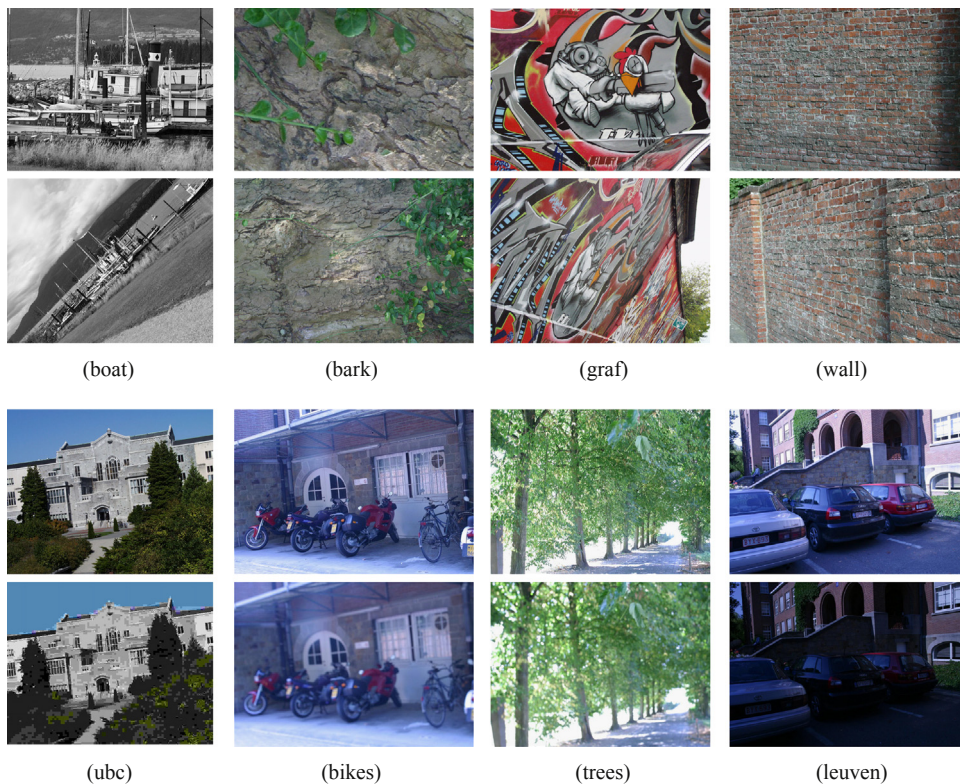 (boat) (bark) (graf) (wall)
(ubc) (bikes) (trees) (leuven)